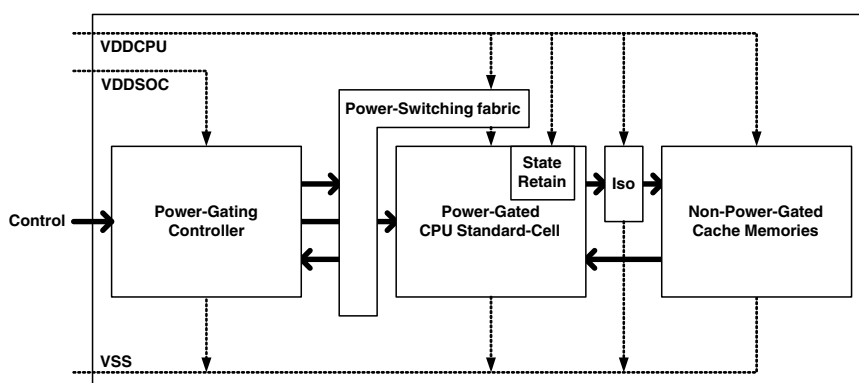 VDDCPU
VDDSOC
Power-Switching fabric
State
Retain
Iso
Control
Power-Gating
Controller
Power-Gated
CPU Standard-Cell
Non-Power-Gated
Cache Memories
VSS